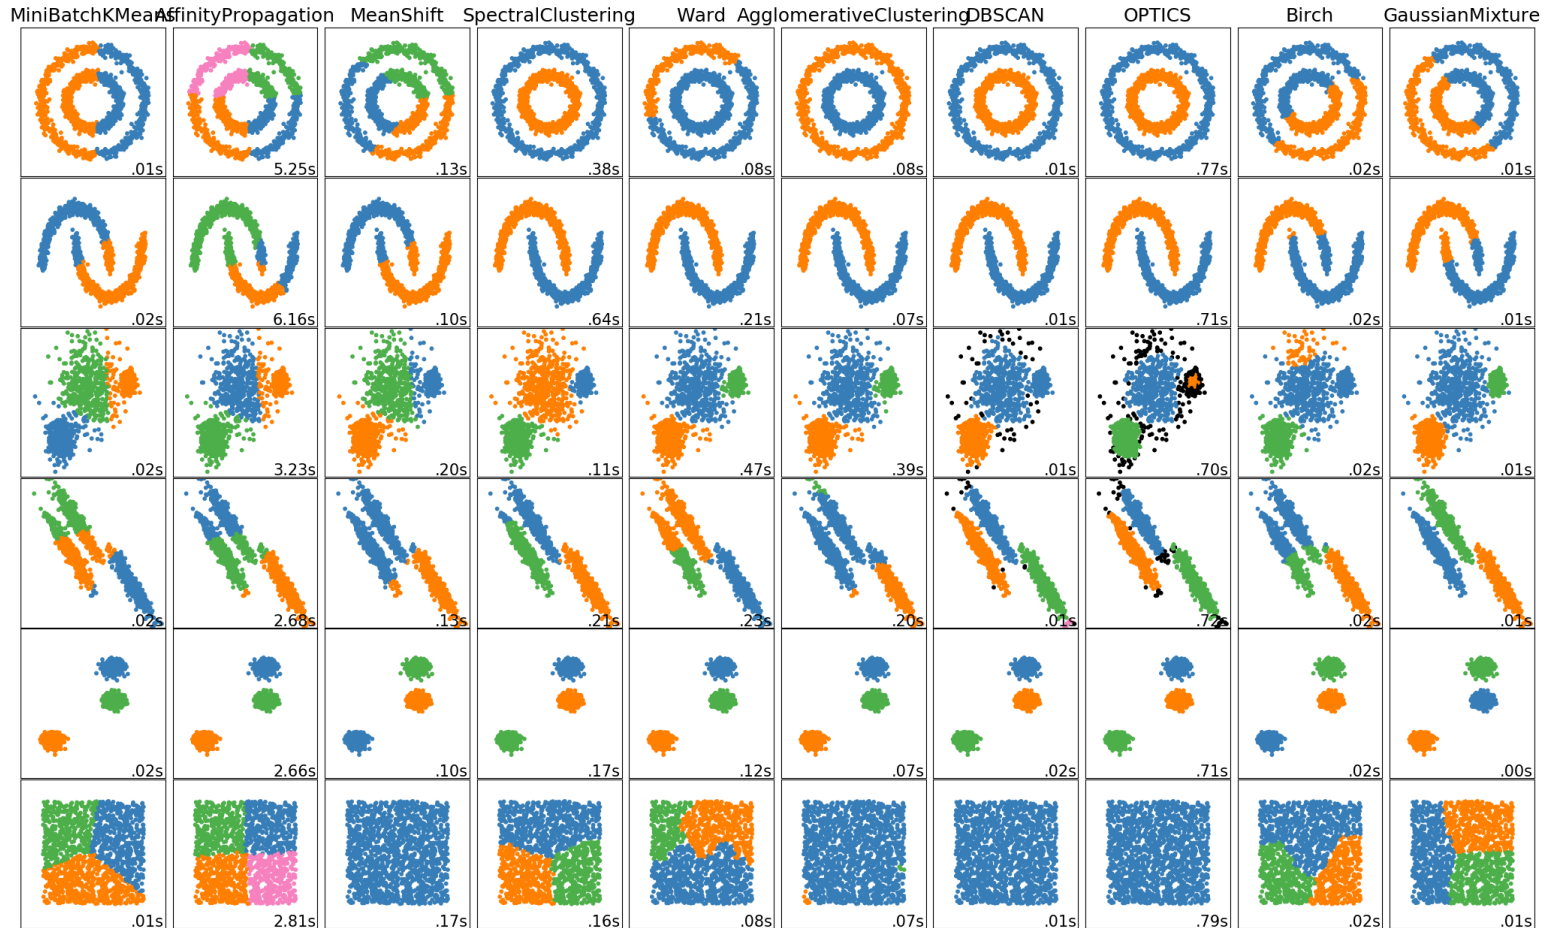 MiniBatchKMeans AffinityPropagation MeanShift SpectralClustering Ward AgglomerativeClustering DBSCAN OPTICS Birch GaussianMixture
.01s 5.25s .13s .38s .08s .08s .01s .77s .02s .01s
.02s 6.16s .10s .64s .21s .07s .01s .71s .02s .01s
.02s 3.23s .20s .11s .47s .39s .01s .70s .02s .01s
.02s 2.68s .13s .21s .23s .20s .01s .72s .02s .01s
.02s 2.66s .10s .17s .12s .07s .02s .71s .02s .00s
.01s 2.81s .17s .16s .08s .07s .01s .79s .02s .01s